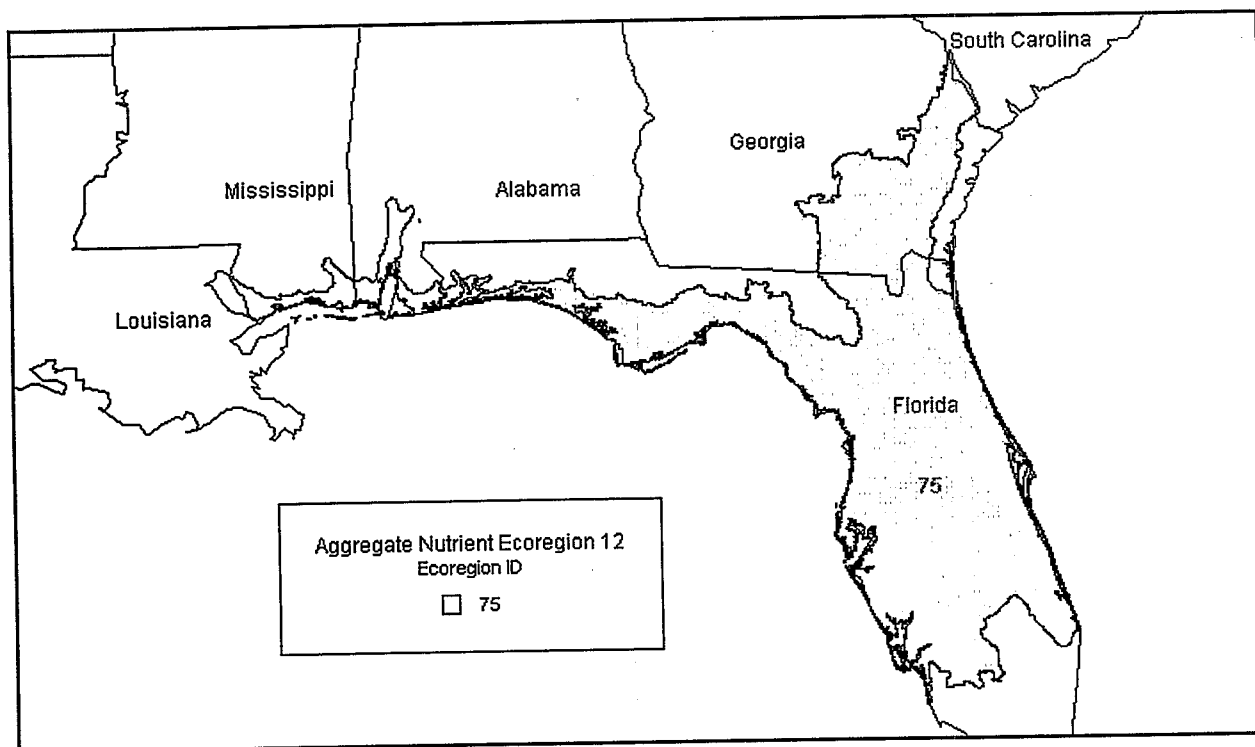 South Carolina
Georgia
Mississippi
Alabama
Louisiana
Florida
75
Aggregate Nutrient Ecoregion 12
Ecoregion ID
75